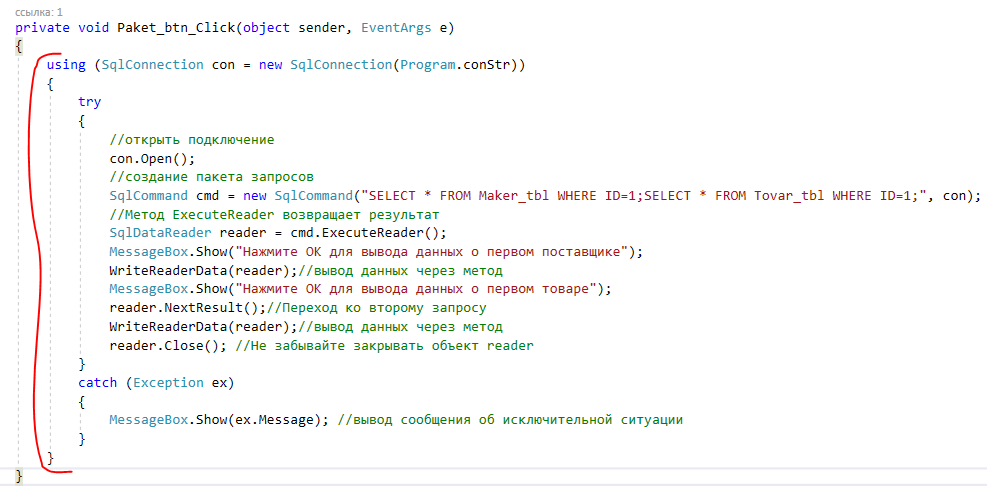 ссылка: 1
private void Paket_btn_Click(object sender, EventArgs e)
{
using (SqlConnection con = new SqlConnection(Program.conStr))
{
try
{
//открыть подключение
con.Open();
//создание пакета запросов
SqlCommand cmd = new SqlCommand("SELECT * FROM Maker_tbl WHERE ID=1;SELECT * FROM Tovar_tbl WHERE ID=1;", con);
//Метод ExecuteReader возвращает результат
SqlDataReader reader = cmd.ExecuteReader();
MessageBox.Show("Нажмите ОК для вывода данных о первом поставщике");
WriteReaderData(reader);//вывод данных через метод
MessageBox.Show("Нажмите ОК для вывода данных о первом товаре");
reader.NextResult();//Переход ко второму запросу
WriteReaderData(reader);//вывод данных через метод
reader.Close(); //Не забывайте закрывать объект reader
}
catch (Exception ex)
{
MessageBox.Show(ex.Message); //вывод сообщения об исключительной ситуации
}
}
}